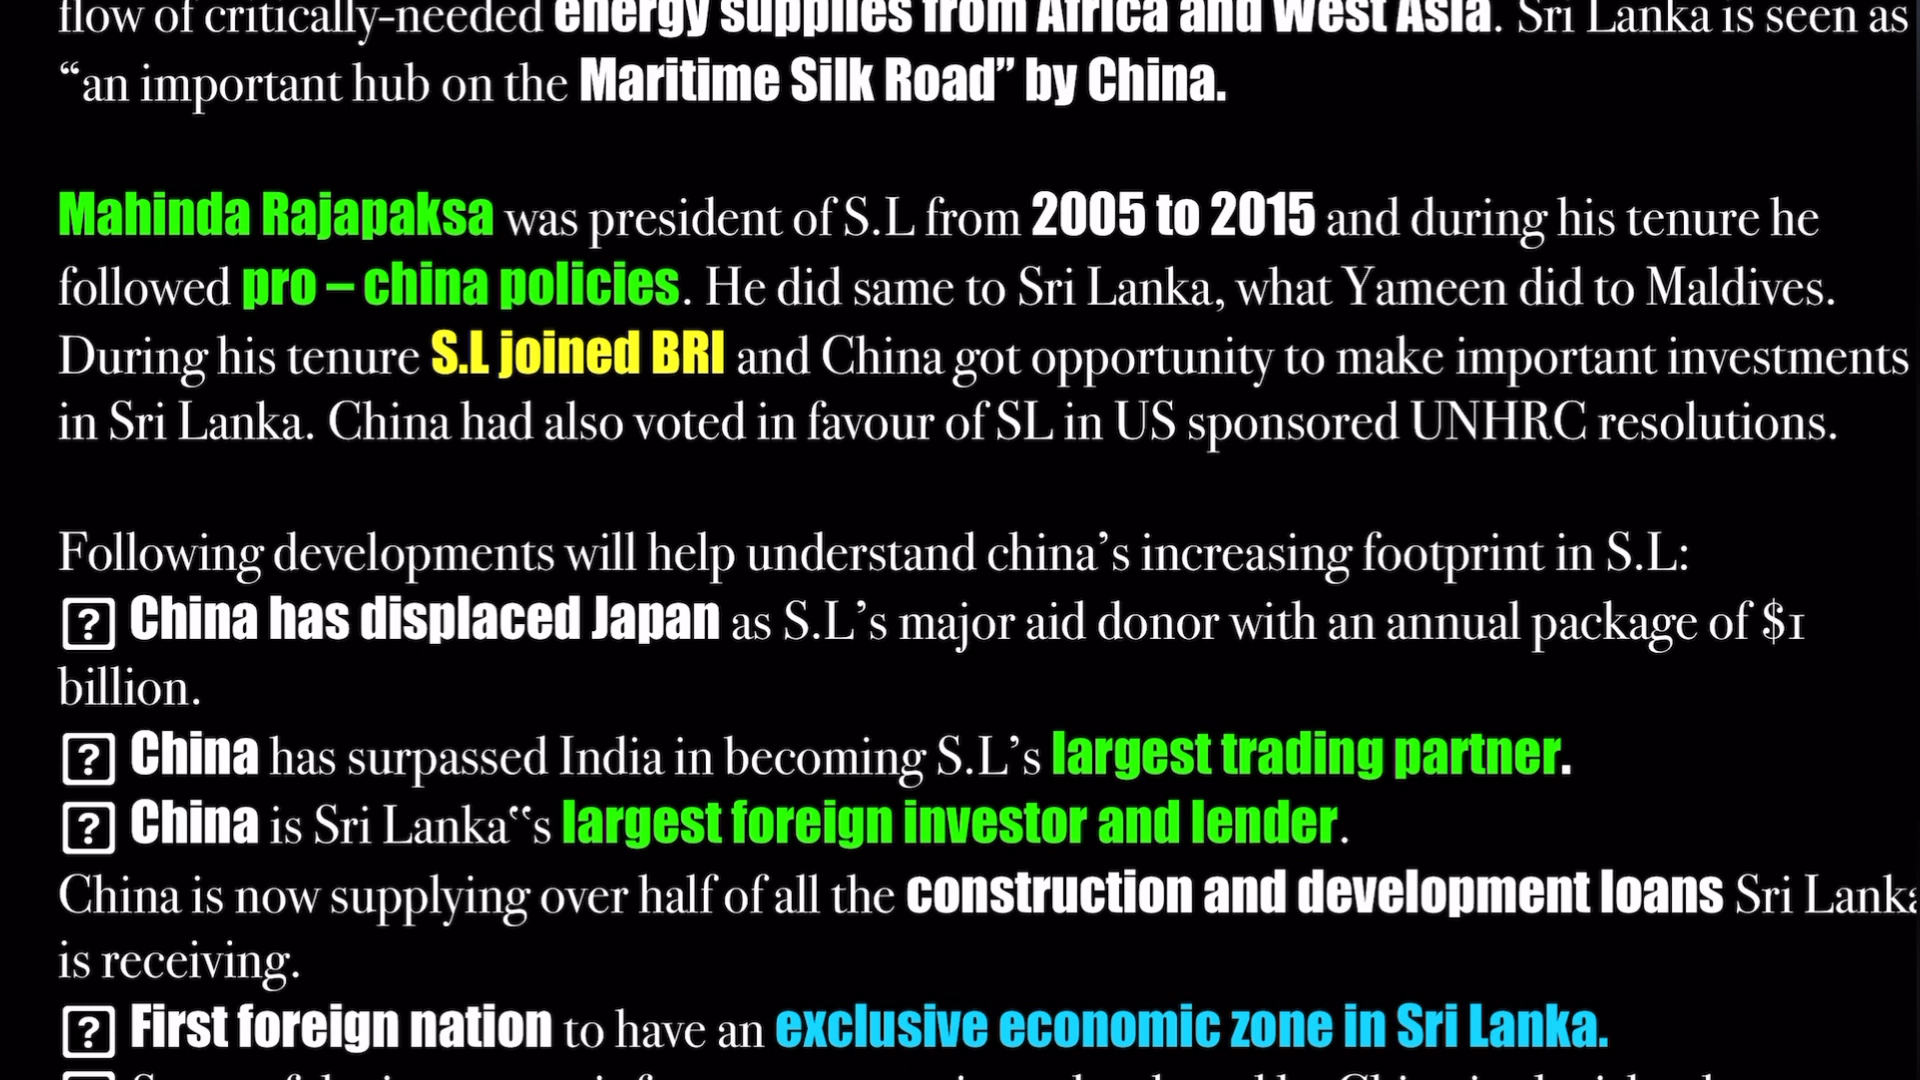 flow of critically-needed energy supplies from Africa and West Asia. Sri Lanka is seen as
“an important hub on the Maritime Silk Road” by China.
Mahinda Rajapaksa was president of S.L from 2005 to 2015 and during his tenure he
followed pro – china policies. He did same to Sri Lanka, what Yameen did to Maldives.
During his tenure S.L joined BRI and China got opportunity to make important investments
in Sri Lanka. China had also voted in favour of SL in US sponsored UNHRC resolutions.
Following developments will help understand china’s increasing footprint in S.L:
? China has displaced Japan as S.L’s major aid donor with an annual package of $1
billion.
? China has surpassed India in becoming S.L’s largest trading partner.
? China is Sri Lanka‟s largest foreign investor and lender.
China is now supplying over half of all the construction and development loans Sri Lanka
is receiving.
? First foreign nation to have an exclusive economic zone in Sri Lanka.